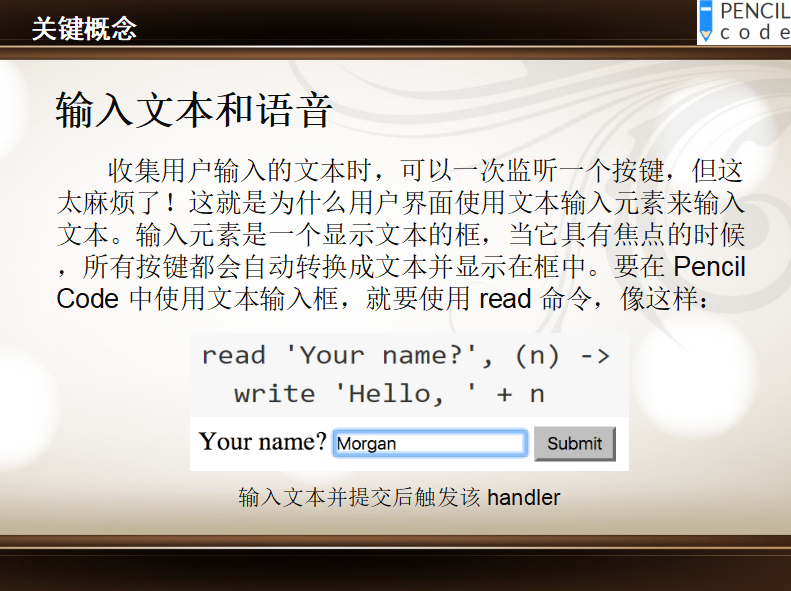 关键概念
PENCIL
code
输入文本和语音
收集用户输入的文本时，可以一次监听一个按键，但这
太麻烦了！这就是为什么用户界面使用文本输入元素来输入
文本。输入元素是一个显示文本的框，当它具有焦点的时候
，所有按键都会自动转换成文本并显示在框中。要在 Pencil
Code 中使用文本输入框，就要使用 read 命令，像这样：
read 'Your name?', (n) ->
write 'Hello, ' + n
Your name? Morgan Submit
输入文本并提交后触发该 handler